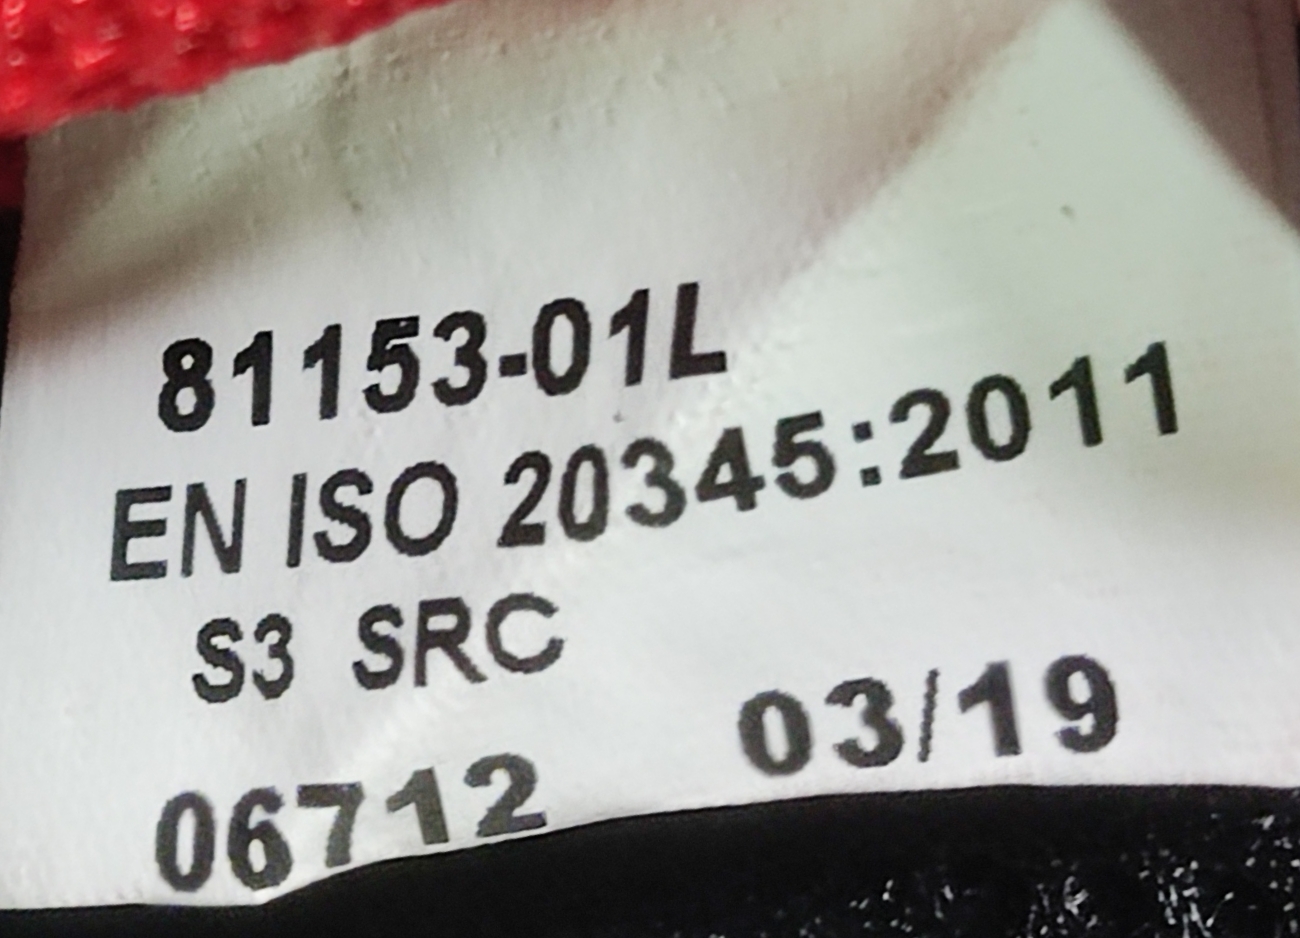 81153-01L
EN ISO 20345:2011
S3 SRC
06712 03/19